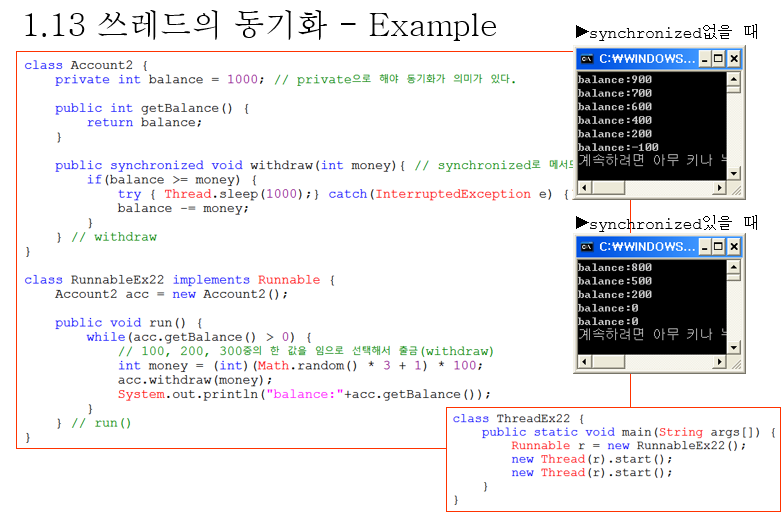 1.13 쓰레드의 동기화 - Example
class Account2 {
private int balance = 1000; // private으로 해야 동기화가 의미가 있다.
public int getBalance() {
return balance;
}
public synchronized void withdraw(int money){ // synchronized로 메서드
if(balance >= money) {
try { Thread.sleep(1000);} catch(InterruptedException e) {}
balance -= money;
}
} // withdraw
}
class RunnableEx22 implements Runnable {
Account2 acc = new Account2();
public void run() {
while(acc.getBalance() > 0) {
// 100, 200, 300중의 한 값을 임으로 선택해서 출금(withdraw)
int money = (int)(Math.random() * 3 + 1) * 100;
acc.withdraw(money);
System.out.println("balance:"+acc.getBalance());
}
} // run()
}
▶synchronized없을 때
C:\WINDOWS...
balance:900
balance:700
balance:600
balance:400
balance:200
balance:-100
계속하려면 아무 키나
▶synchronized있을 때
C:\WINDOWS...
balance:800
balance:500
balance:200
balance:0
balance:0
계속하려면 아무 키나
class ThreadEx22 {
public static void main(String args[]) {
Runnable r = new RunnableEx22();
new Thread(r).start();
new Thread(r).start();
}
}